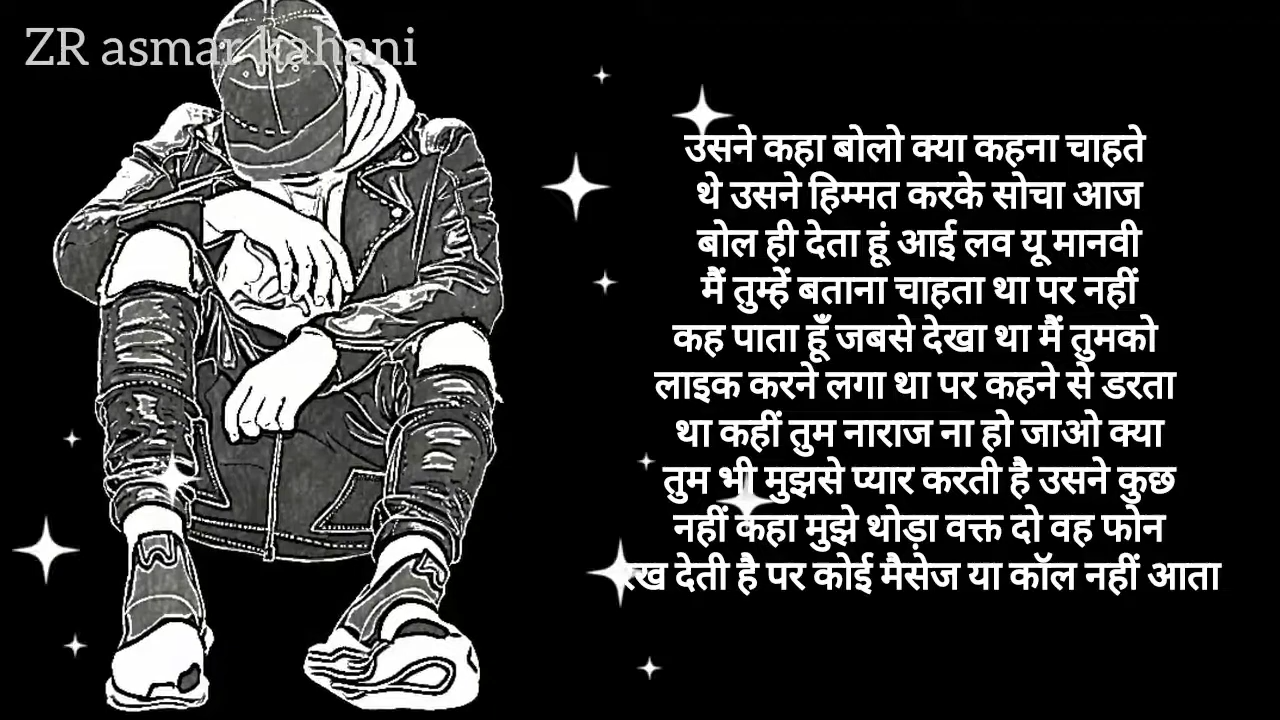 ZR asmar kahani
उसने कहा बोलो क्या कहना चाहते
थे उसने हिम्मत करके सोचा आज
बोल ही देता हूं आई लव यू मानवी
मैं तुम्हें बताना चाहता था पर नहीं
कह पाता हूँ जबसे देखा था मैं तुमको
लाइक करने लगा था पर कहने से डरता
था कहीं तुम नाराज ना हो जाओ क्या
तुम भी मुझसे प्यार करती है उसने कुछ
नहीं कहा मुझे थोड़ा वक्त दो वह फोन
रख देती है पर कोई मैसेज या कॉल नहीं आता